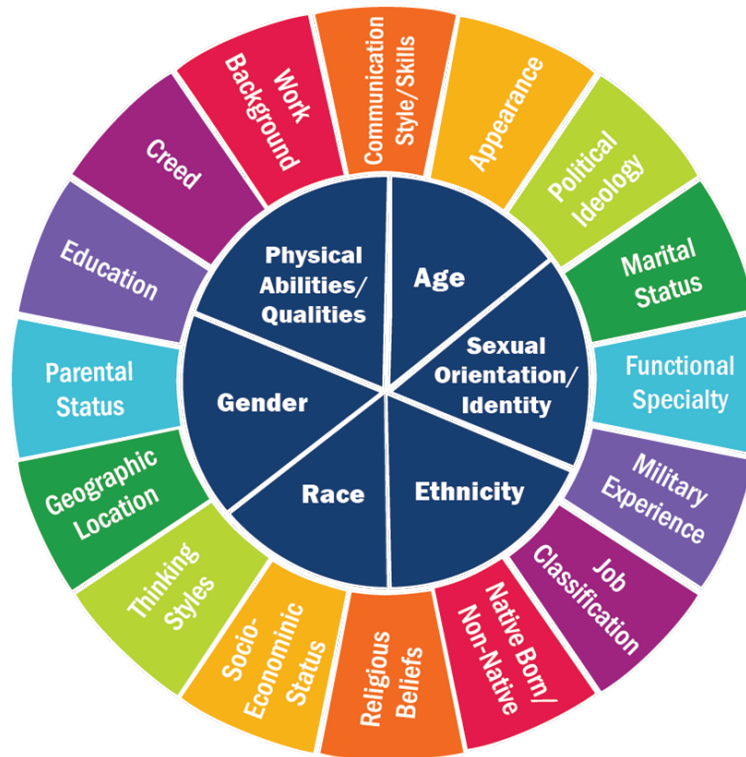 Communication
Style/Skills
Appearance
Political
Ideology
Marital
Status
Functional
Specialty
Military
Experience
Job
Classification
Native Born/
Non-Native
Religious
Beliefs
Socio-
Econominic
Status
Thinking
Styles
Geographic
Location
Parental
Status
Education
Creed
Work
Background
Physical
Abilities/
Qualities
Age
Sexual
Orientation/
Identity
Ethnicity
Race
Gender